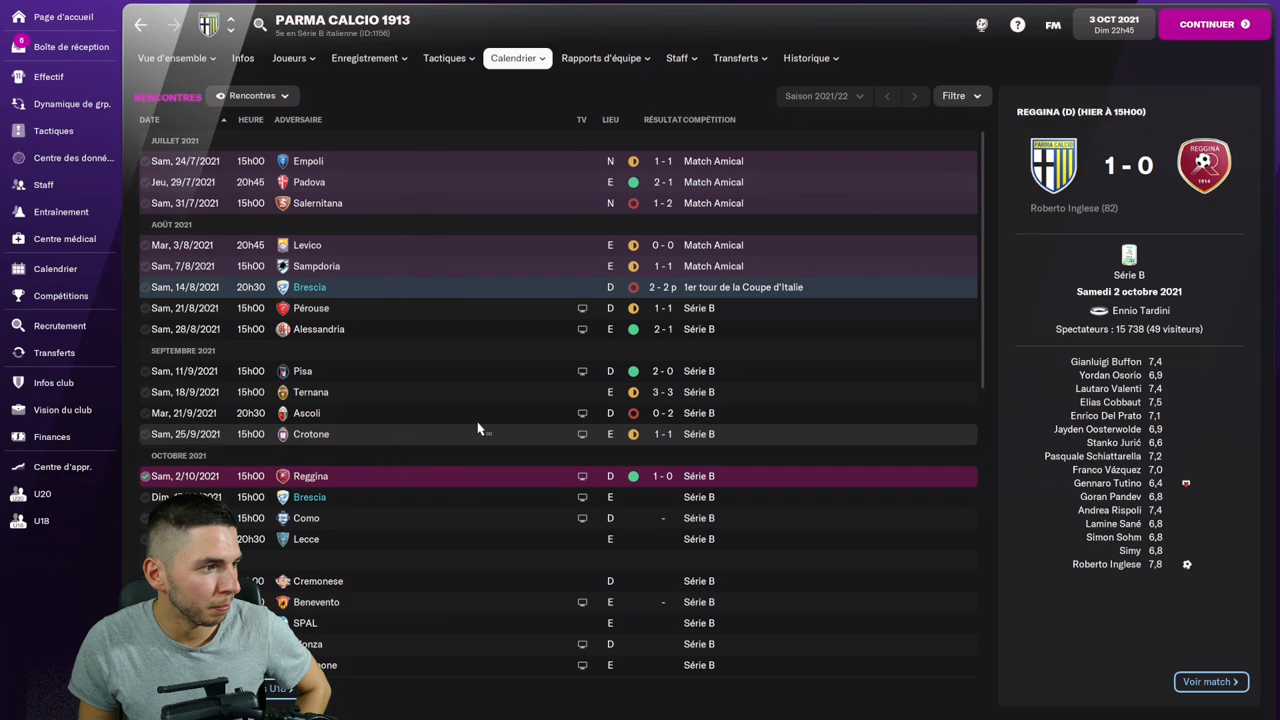 Page d'accueil
6
Boîte de réception
Effectif
Dynamique de grp.
Tactiques
Centre des donné...
Staff
Entraînement
Centre médical
Calendrier
Compétitions
Recrutement
Transferts
Infos club
Vision du club
Finances
Centre d'appr.
U20
U20
U18
U18
PARMA CALCIO 1913
5e en Série B italienne (ID:1156)
FM
3 OCT 2021
Dim 22h45
CONTINUER
Vue d'ensemble
Infos
Joueurs
Enregistrement
Tactiques
Calendrier
Rapports d'équipe
Staff
Transferts
Historique
RENCONTRES
Rencontres
Saison 2021/22
Filtre
DATE HEURE ADVERSAIRE TV LIEU RÉSULTAT COMPÉTITION
JUILLET 2021
Sam, 24/7/2021 15h00 Empoli N 1 - 1 Match Amical
Jeu, 29/7/2021 20h45 Padova E 2 - 1 Match Amical
Sam, 31/7/2021 15h00 Salernitana N 1 - 2 Match Amical
AOÛT 2021
Mar, 3/8/2021 20h45 Levico E 0 - 0 Match Amical
Sam, 7/8/2021 15h00 Sampdoria E 1 - 1 Match Amical
Sam, 14/8/2021 20h30 Brescia D 2 - 2 p 1er tour de la Coupe d'Italie
Sam, 21/8/2021 15h00 Pérouse D 1 - 1 Série B
Sam, 28/8/2021 15h00 Alessandria E 2 - 1 Série B
SEPTEMBRE 2021
Sam, 11/9/2021 15h00 Pisa D 2 - 0 Série B
Sam, 18/9/2021 15h00 Ternana E 3 - 3 Série B
Mar, 21/9/2021 20h30 Ascoli D 0 - 2 Série B
Sam, 25/9/2021 15h00 Crotone E 1 - 1 Série B
OCTOBRE 2021
Sam, 2/10/2021 15h00 Reggina D 1 - 0 Série B
Dim, 15h00 Brescia E Série B
15h00 Como D - Série B
20h30 Lecce E Série B
Cremonese D Série B
Benevento E - Série B
SPAL E Série B
D Série B
E Série B
U18
REGGINA (D) (HIER À 15H00)
1 - 0
REGGINA
1914
Roberto Inglese (82)
Série B
Samedi 2 octobre 2021
Ennio Tardini
Spectateurs : 15 738 (49 visiteurs)
Gianluigi Buffon 7,4
Yordan Osorio 6,9
Lautaro Valenti 7,4
Elias Cobbaut 7,5
Enrico Del Prato 7,1
Jayden Oosterwolde 6,9
Stanko Jurić 6,6
Pasquale Schiattarella 7,2
Franco Vázquez 7,0
Gennaro Tutino 6,4
Goran Pandev 6,8
Andrea Rispoli 7,4
Lamine Sané 6,8
Simon Sohm 6,8
Simy 6,8
Roberto Inglese 7,8
Voir match